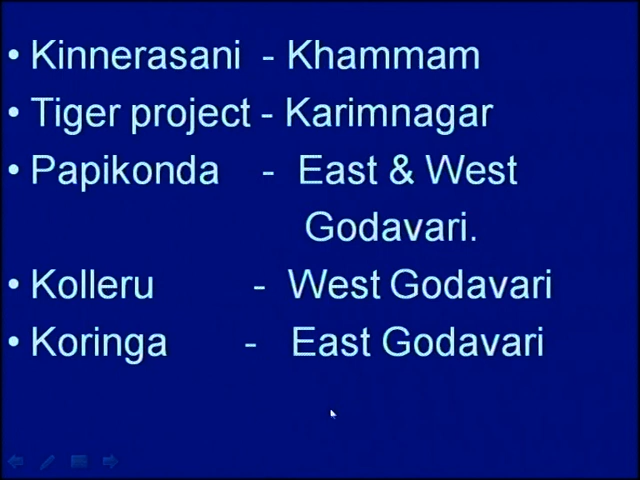 • Kinnerasani - Khammam
• Tiger project - Karimnagar
• Papikonda - East & West
Godavari.
• Kolleru - West Godavari
• Koringa - East Godavari